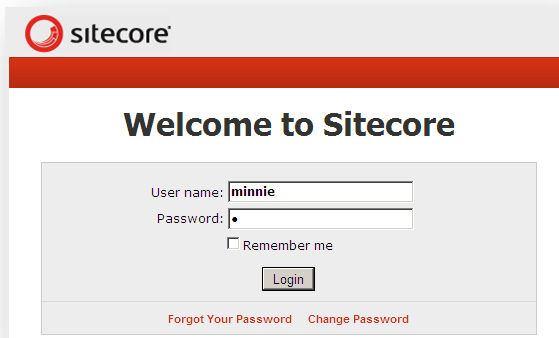 sitecore
Welcome to Sitecore
User name: minnie
Password: •
Remember me
Login
Forgot Your Password Change Password